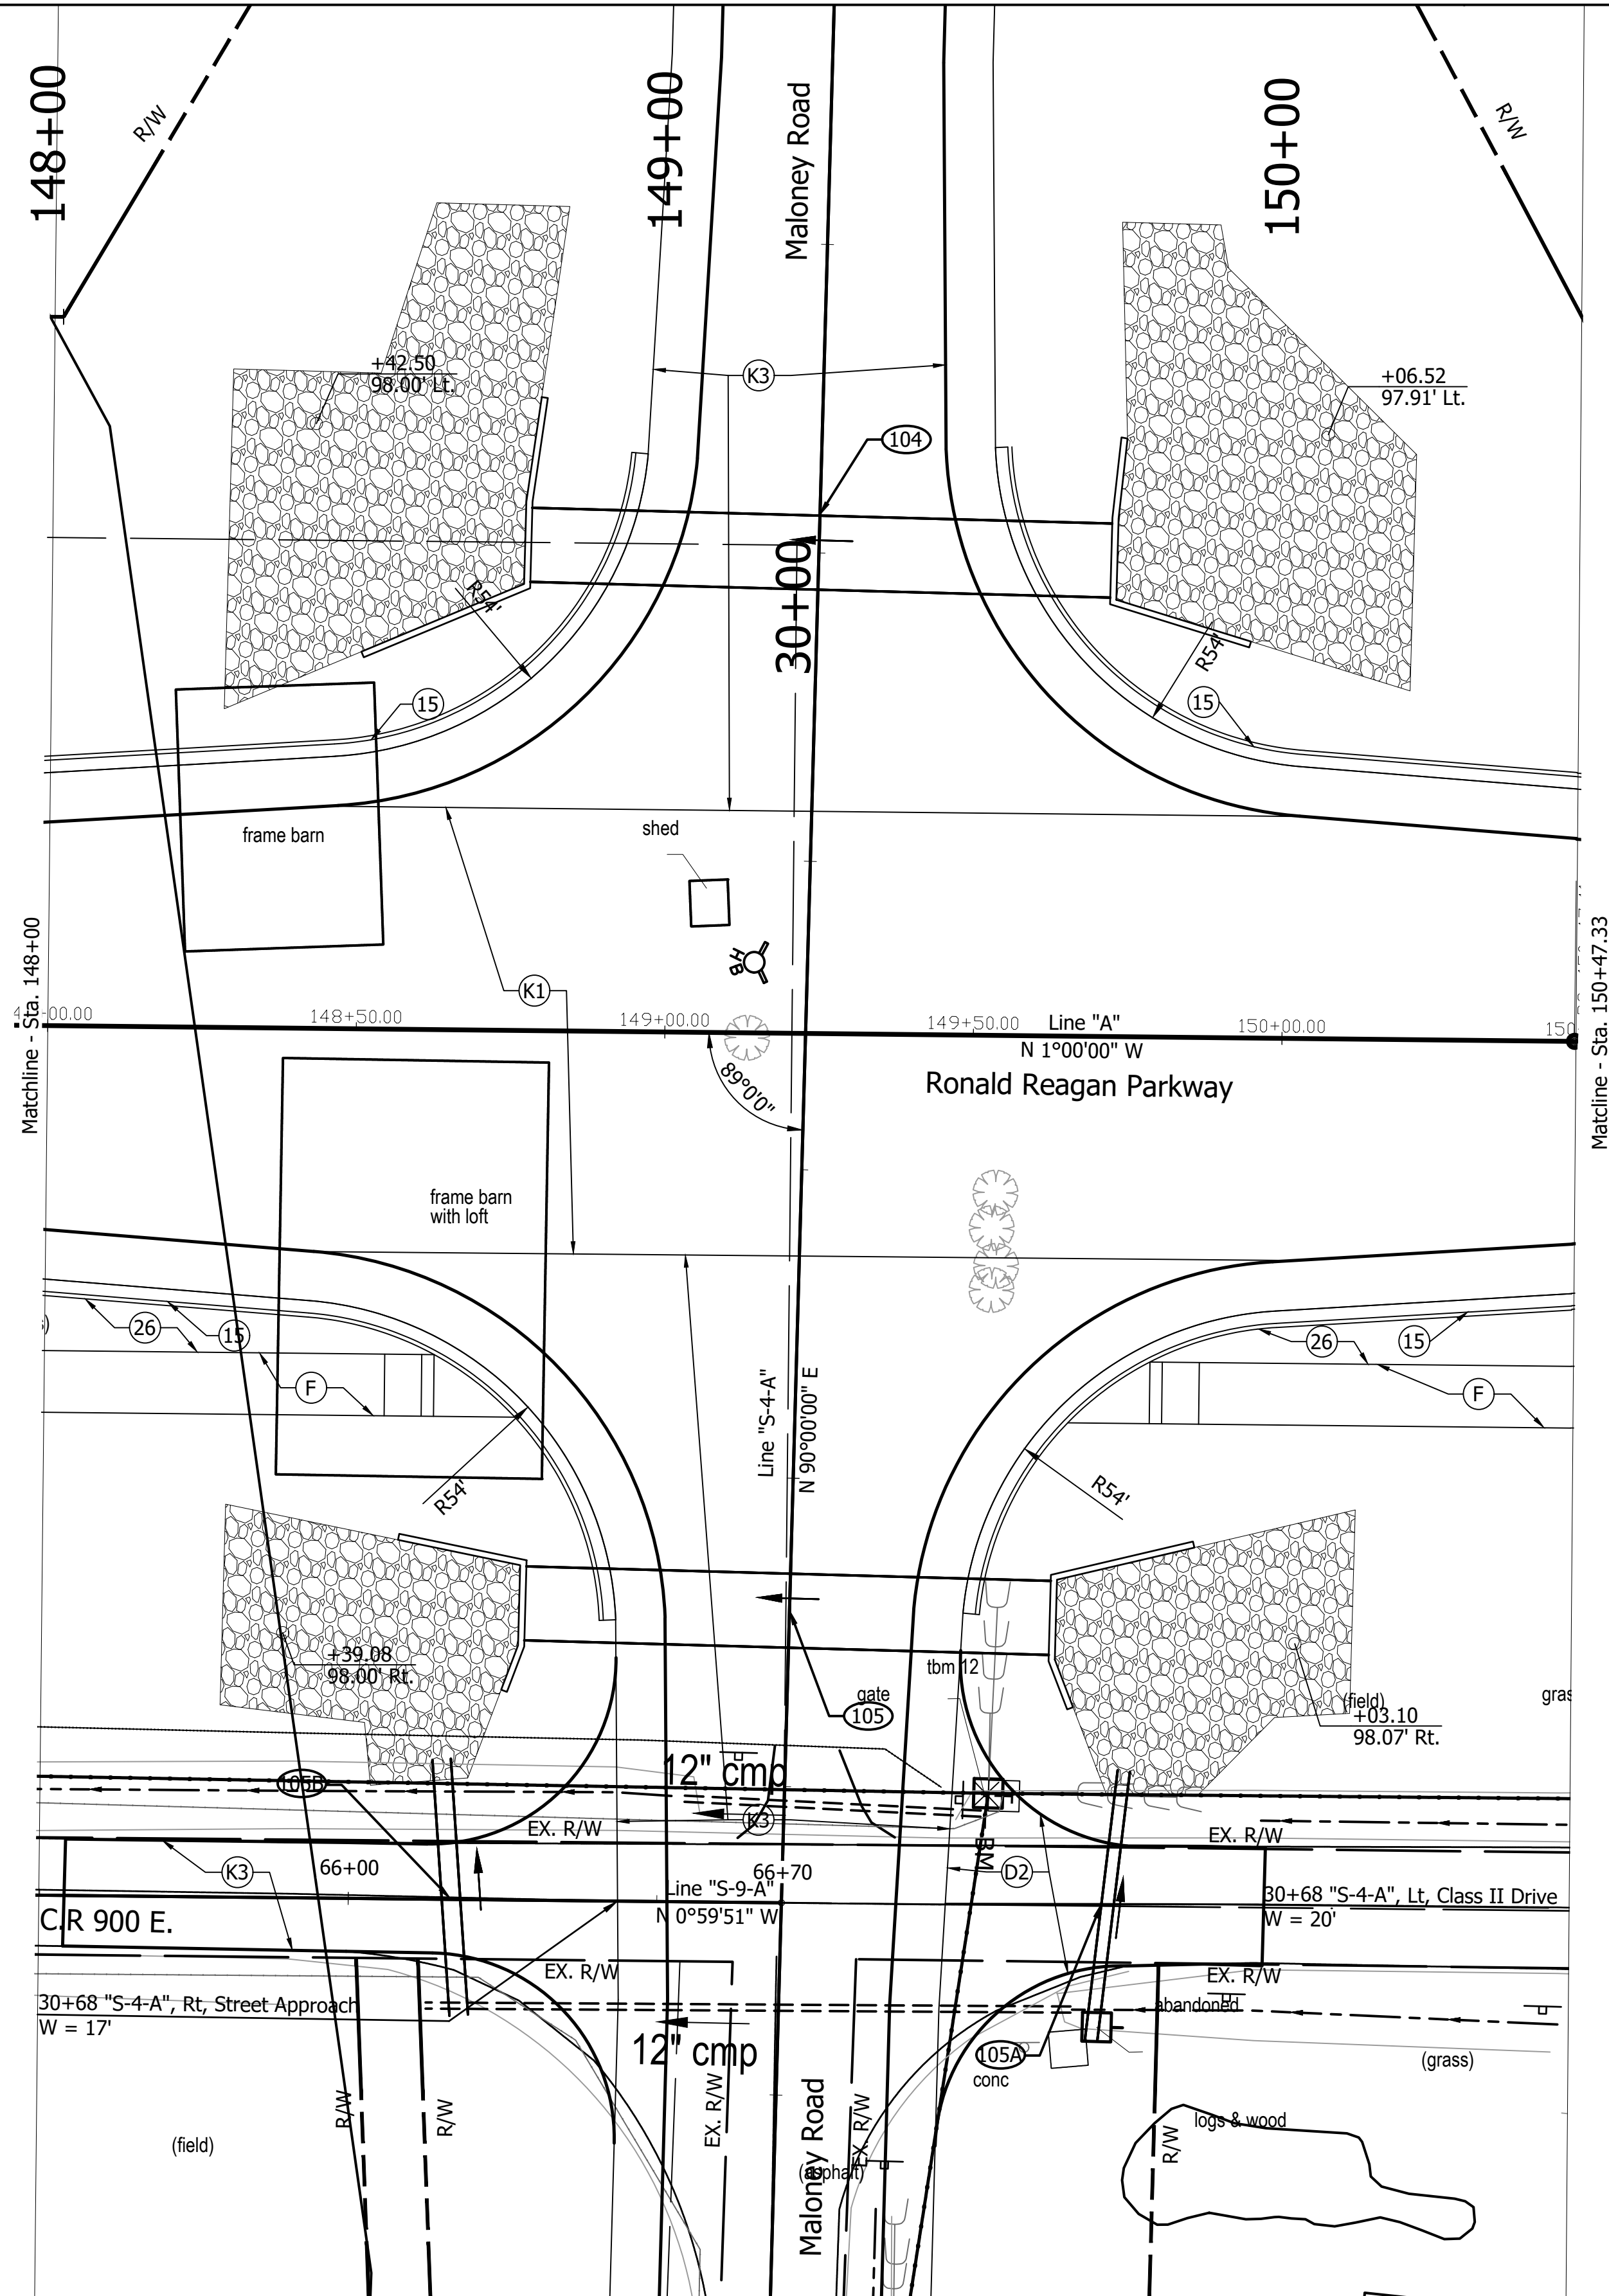 148+00
149+00
150+00
R/W
R/W
Maloney Road
+42.50
98.00' Lt.
K3
+06.52
97.91' Lt.
104
R54'
30+00
R54'
15
15
frame barn
shed
HB
K1
Matchline - Sta. 148+00
Matcline - Sta. 150+47.33
148+50.00
149+00.00
149+50.00
150+00.00
Line "A"
N 1°00'00" W
Ronald Reagan Parkway
89°0'0"
frame barn
with loft
26
15
26
15
F
F
Line "S-4-A"
N 90°00'00" E
R54'
R54'
+39.08
98.00' Rt.
tbm 12
gate
105
(field)
+03.10
98.07' Rt.
12" cmp
105B
K3
EX. R/W
EX. R/W
BM
K3
66+00
66+70
D2
Line "S-9-A"
N 0°59'51" W
30+68 "S-4-A", Lt, Class II Drive
W = 20'
C.R 900 E.
EX. R/W
EX. R/W
30+68 "S-4-A", Rt, Street Approach
W = 17'
abandoned
12" cmp
105A
conc
(grass)
R/W
R/W
EX. R/W
EX. R/W
R/W
logs & wood
(field)
(asphalt)
Maloney Road